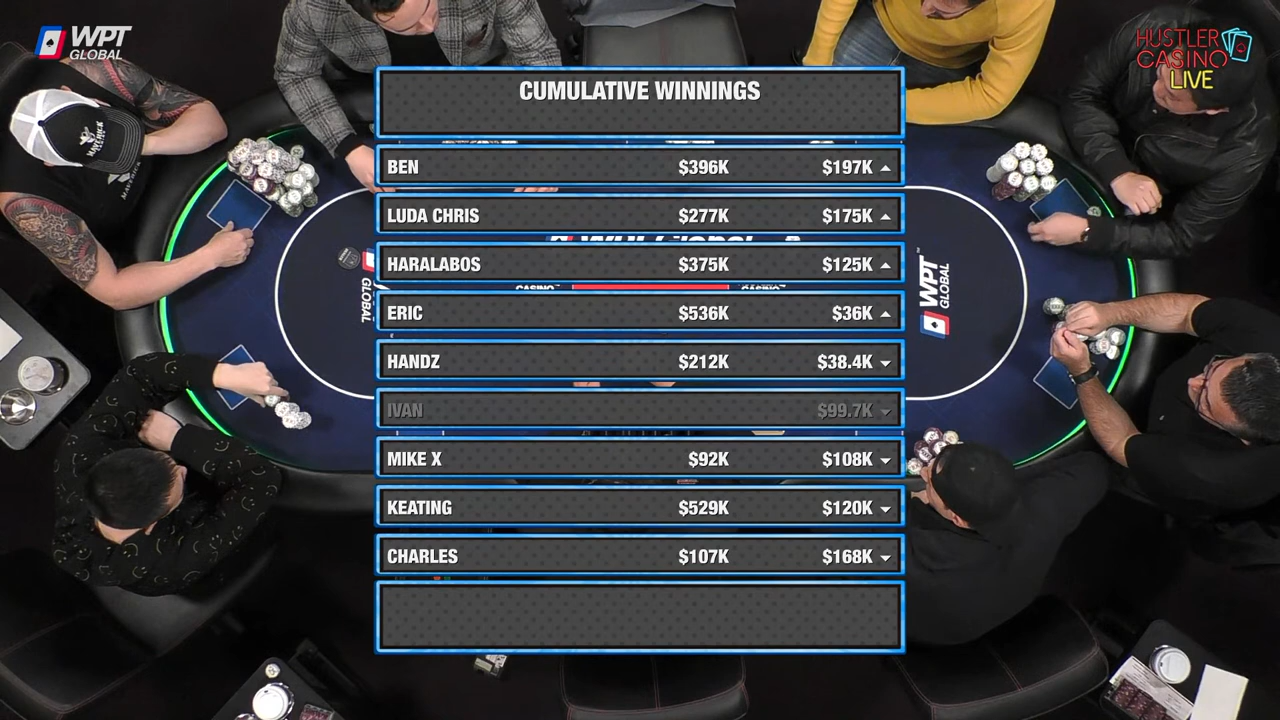 WPT
GLOBAL
HUSTLER
CASINO
LIVE
CUMULATIVE WINNINGS
BEN $396K $197K ▲
LUDA CHRIS $277K $175K ▲
HARALABOS $375K $125K ▲
ERIC $536K $36K ▲
HANDZ $212K $38.4K ▼
IVAN $99.7K ▼
MIKE X $92K $108K ▼
KEATING $529K $120K ▼
CHARLES $107K $168K ▼
WPT
GLOBAL
GLOBAL